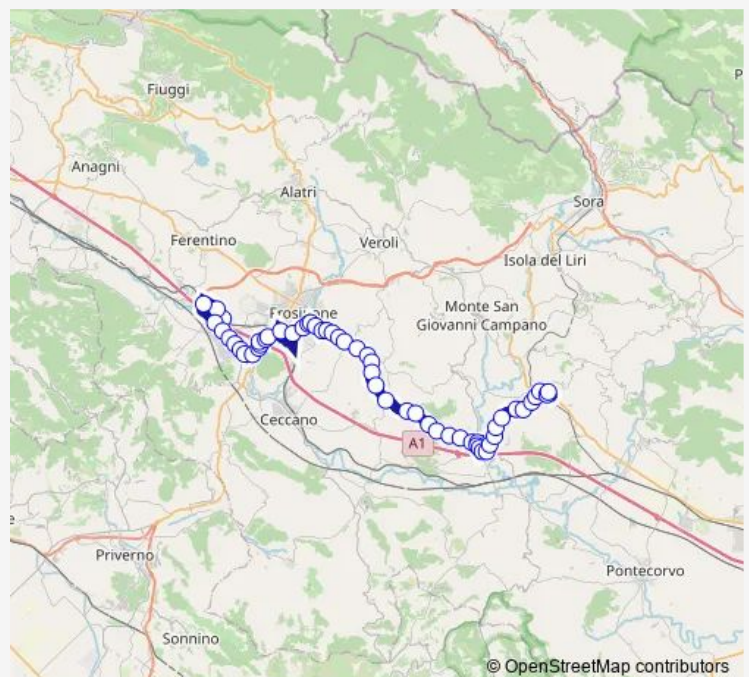 Fiuggi
Anagni
Alatri
Sora
Ferentino
Veroli
Isola del Liri
Monte San
Giovanni Campano
Ceccano
A1
Priverno
Pontecorvo
Sonnino
© OpenStreetMap contributors